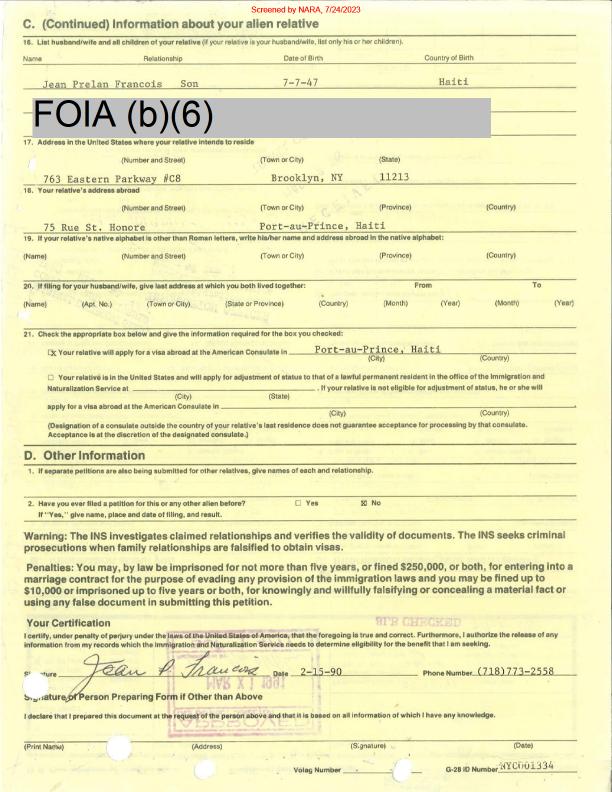 Screened by NARA, 7/24/2023
C. (Continued) Information about your alien relative
16. List husband/wife and all children of your relative (if your relative is your husband/wife, list only his or her children).
Name Relationship Date of Birth Country of Birth
Jean Prelan Francois Son 7-7-47 Haiti
FOIA (b)(6)
17. Address in the United States where your relative intends to reside
(Number and Street) (Town or City) (State)
763 Eastern Parkway #C8 Brooklyn, NY 11213
18. Your relative's address abroad
(Number and Street) (Town or City) (Province) (Country)
75 Rue St. Honore Port-au-Prince, Haiti
19. If your relative's native alphabet is other than Roman letters, write his/her name and address abroad in the native alphabet:
(Name) (Number and Street) (Town or City) (Province) (Country)
20. If filing for your husband/wife, give last address at which you both lived together: From To
(Name) (Apt. No.) (Town or City) (State or Province) (Country) (Month) (Year) (Month) (Year)
21. Check the appropriate box below and give the information required for the box you checked:
☒ Your relative will apply for a visa abroad at the American Consulate in Port-au-Prince, Haiti
(City) (Country)
☐ Your relative is in the United States and will apply for adjustment of status to that of a lawful permanent resident in the office of the Immigration and
Naturalization Service at . If your relative is not eligible for adjustment of status, he or she will
(City) (State)
apply for a visa abroad at the American Consulate in
(City) (Country)
(Designation of a consulate outside the country of your relative's last residence does not guarantee acceptance for processing by that consulate.
Acceptance is at the discretion of the designated consulate.)
D. Other Information
1. If separate petitions are also being submitted for other relatives, give names of each and relationship.
2. Have you ever filed a petition for this or any other alien before? ☐ Yes ☒ No
If "Yes," give name, place and date of filing, and result.
Warning: The INS investigates claimed relationships and verifies the validity of documents. The INS seeks criminal
prosecutions when family relationships are falsified to obtain visas.
Penalties: You may, by law be imprisoned for not more than five years, or fined $250,000, or both, for entering into a
marriage contract for the purpose of evading any provision of the immigration laws and you may be fined up to
$10,000 or imprisoned up to five years or both, for knowingly and willfully falsifying or concealing a material fact or
using any false document in submitting this petition.
Your Certification
I certify, under penalty of perjury under the laws of the United States of America, that the foregoing is true and correct. Furthermore, I authorize the release of any
information from my records which the Immigration and Naturalization Service needs to determine eligibility for the benefit that I am seeking.
Signature Jean P Francois Date 2-15-90 Phone Number (718)773-2558
Signature of Person Preparing Form if Other than Above
I declare that I prepared this document at the request of the person above and that it is based on all information of which I have any knowledge.
(Print Name) (Address) (Signature) (Date)
Volag Number G-28 ID Number NYC001334